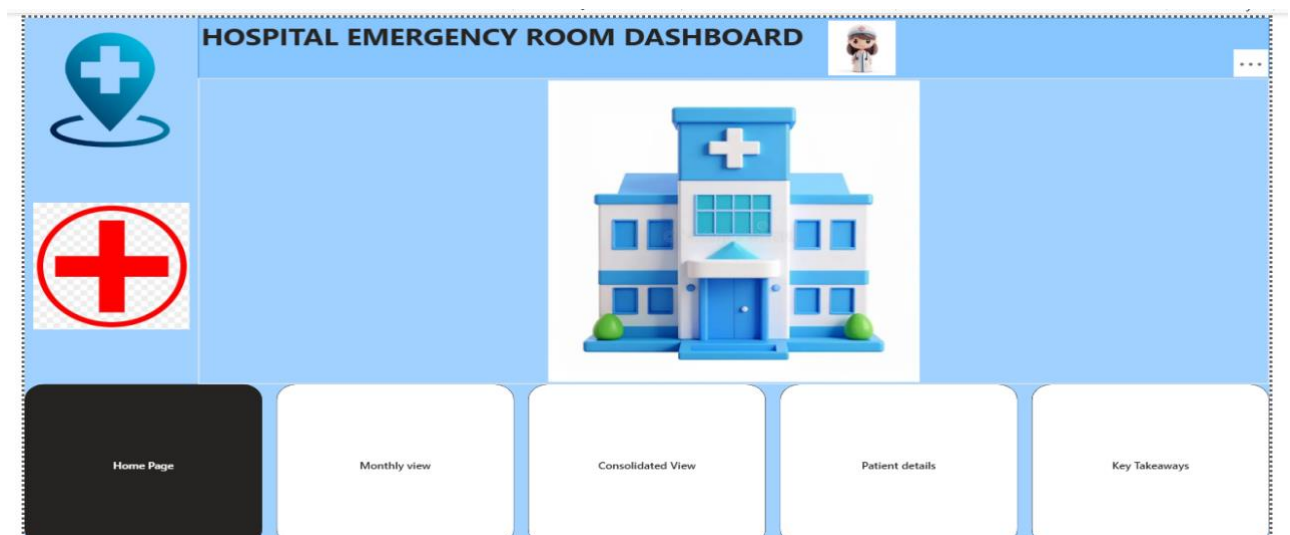 HOSPITAL EMERGENCY ROOM DASHBOARD
Home Page
Monthly view
Consolidated View
Patient details
Key Takeaways